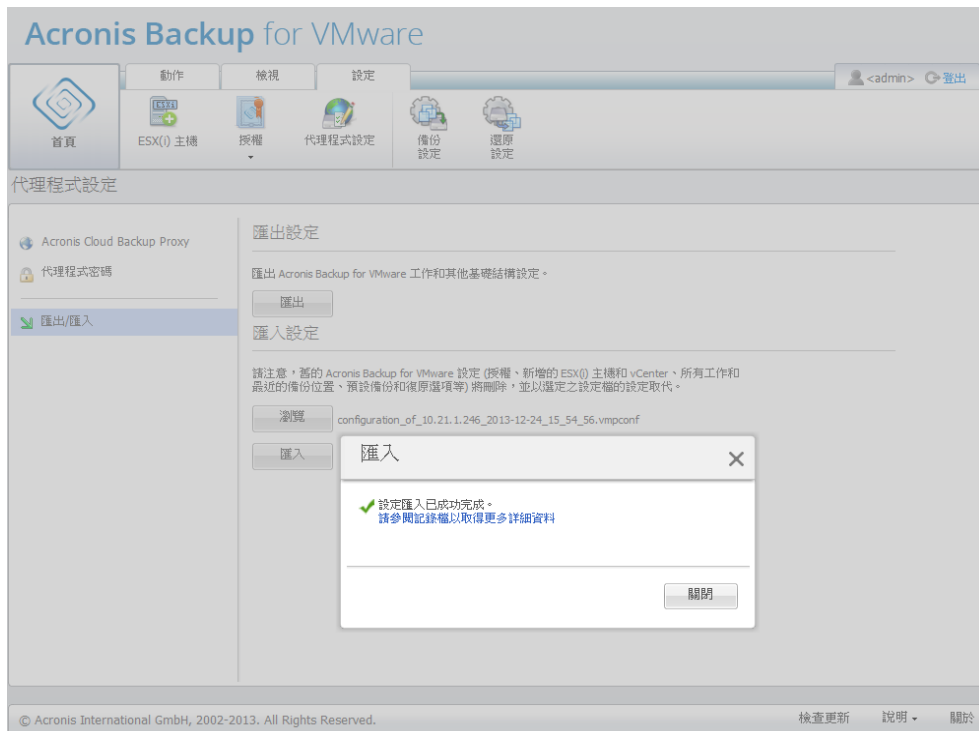 Acronis Backup for VMware
動作
檢視
設定
<admin>
登出
首頁
ESX(i) 主機
授權
代理程式設定
備份
設定
還原
設定
代理程式設定
Acronis Cloud Backup Proxy
代理程式密碼
匯出/匯入
匯出設定
匯出 Acronis Backup for VMware 工作和其他基礎結構設定。
匯出
匯入設定
請注意，舊的 Acronis Backup for VMware 設定 (授權、新增的 ESX(i) 主機和 vCenter、所有工作和
最近的備份位置、預設備份和復原選項等) 將刪除，並以選定之設定檔的設定取代。
瀏覽
configuration_of_10.21.1.246_2013-12-24_15_54_56.vmpconf
匯入
匯入
設定匯入已成功完成。
請參閱記錄檔以取得更多詳細資料
關閉
© Acronis International GmbH, 2002-2013. All Rights Reserved.
檢查更新
說明
關於